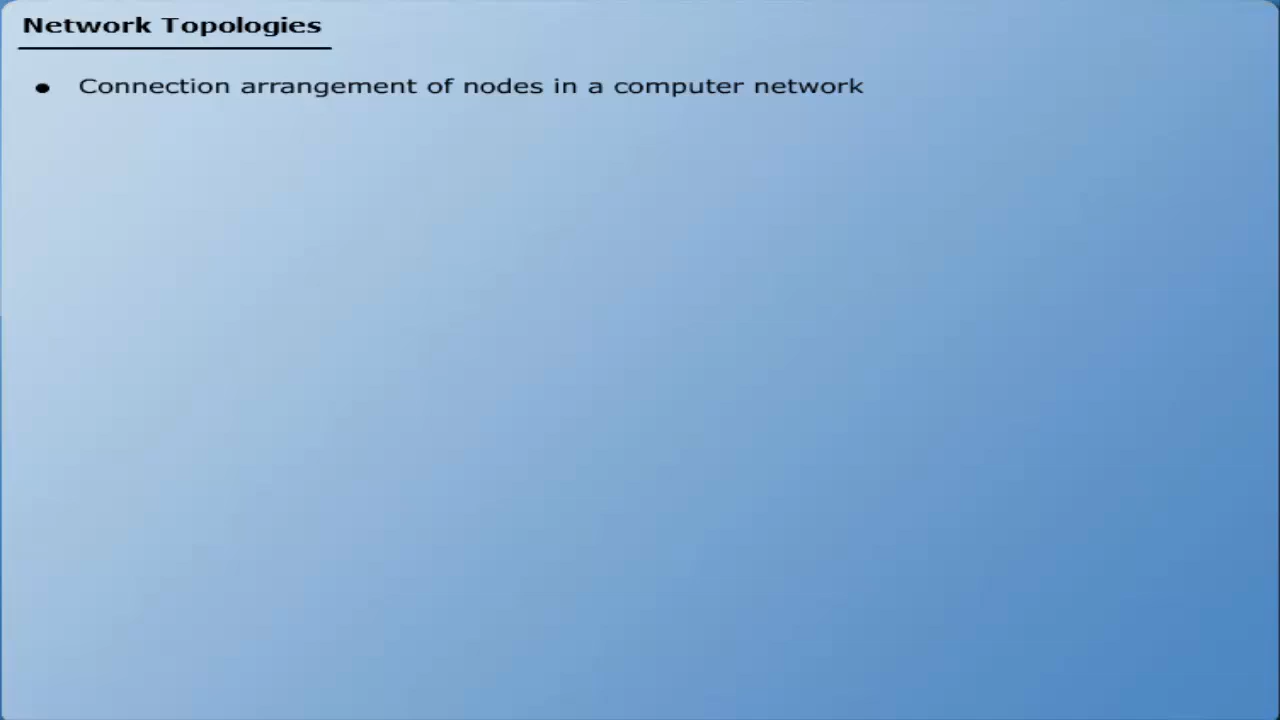 Network Topologies
● Connection arrangement of nodes in a computer network